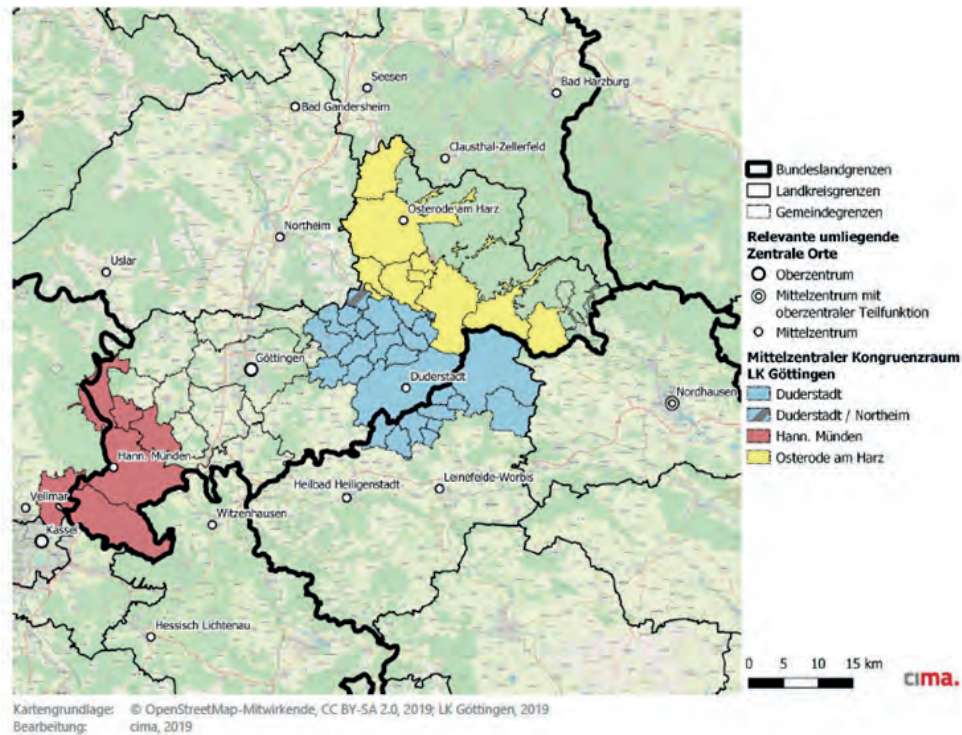 Seesen
Bad Harzburg
Bad Gandersheim
Clausthal-Zellerfeld
Osterode am Harz
Northeim
Uslar
Göttingen
Duderstadt
Nordhausen
Hann. Münden
Heilbad Heiligenstadt
Leinefelde-Worbis
Vellmar
Witzenhausen
Kassel
Hessisch Lichtenau
Bundeslandgrenzen
Landkreisgrenzen
Gemeindegrenzen
Relevante umliegende
Zentrale Orte
Oberzentrum
Mittelzentrum mit
oberzentraler Teilfunktion
Mittelzentrum
Mittelzentraler Kongruenzraum
LK Göttingen
Duderstadt
Duderstadt / Northeim
Hann. Münden
Osterode am Harz
0 5 10 15 km
cima.
Kartengrundlage: © OpenStreetMap-Mitwirkende, CC BY-SA 2.0, 2019; LK Göttingen, 2019
Bearbeitung: cima, 2019